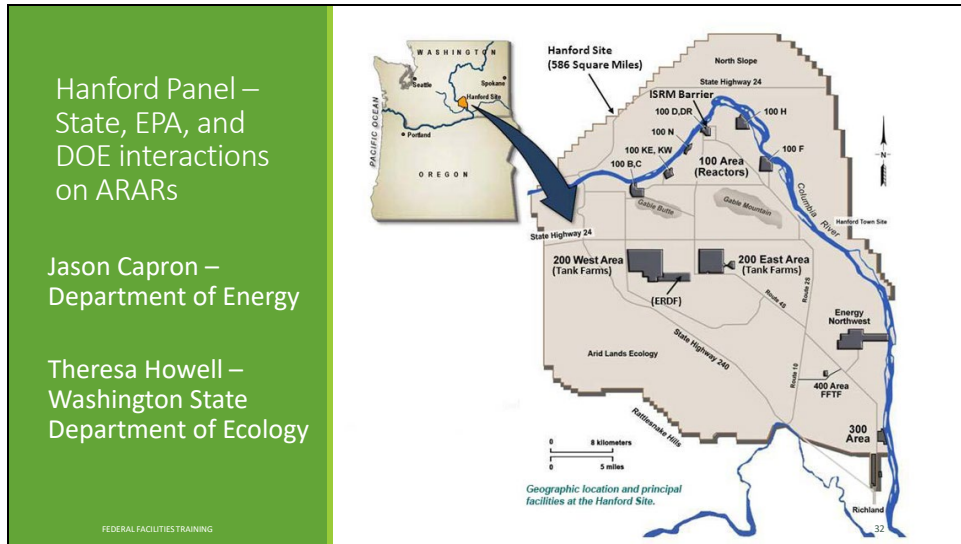 Hanford Panel –
State, EPA, and
DOE interactions
on ARARs
Jason Capron –
Department of Energy
Theresa Howell –
Washington State
Department of Ecology
FEDERAL FACILITIES TRAINING
WASHINGTON
Seattle
Spokane
Hanford Site
Portland
PACIFIC OCEAN
OREGON
Hanford Site
(586 Square Miles)
North Slope
State Highway 24
ISRM Barrier
100 D,DR
100 H
100 N
100 KE, KW
100 F
100 B,C
100 Area
(Reactors)
N
Gable Butte
Gable Mountain
Columbia River
Hanford Town Site
State Highway 24
200 West Area
(Tank Farms)
200 East Area
(Tank Farms)
(ERDF)
Route 2S
Route 4S
Energy
Northwest
State Highway 240
Arid Lands Ecology
Route 10
400 Area
FFTF
Rattlesnake Hills
300
Area
0 8 kilometers
0 5 miles
Geographic location and principal
facilities at the Hanford Site.
Richland
32